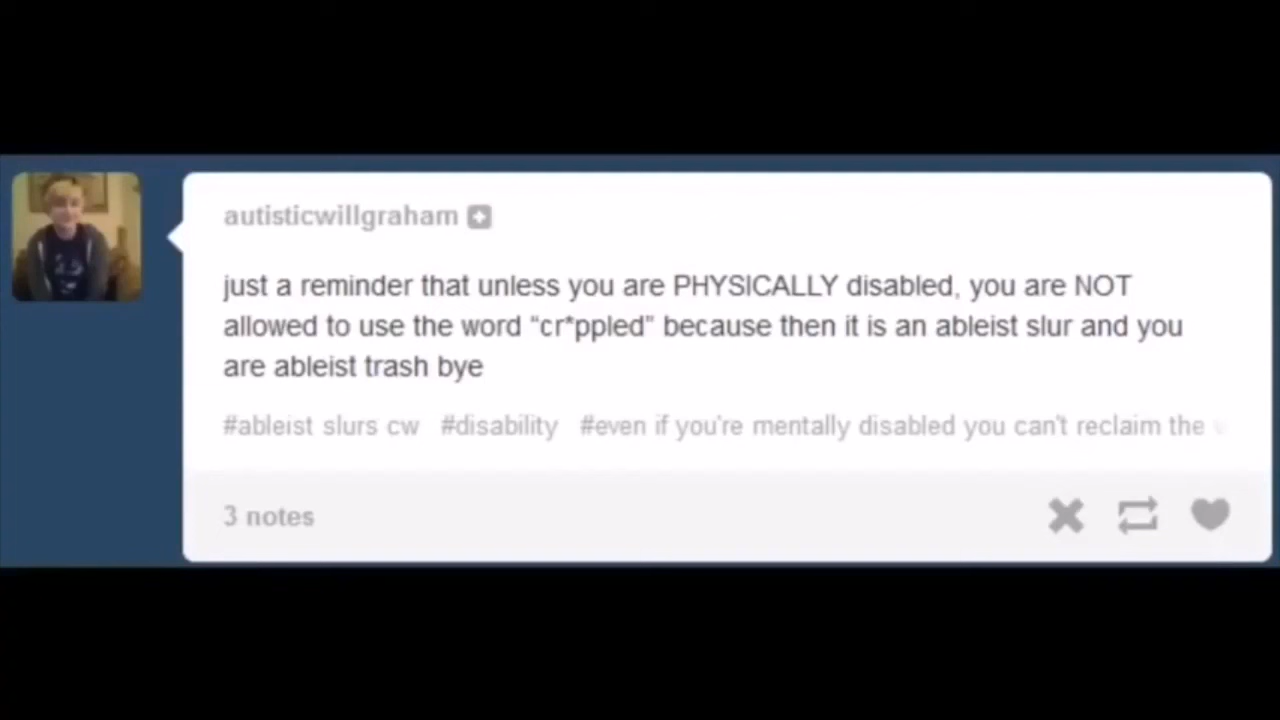 autisticwillgraham
just a reminder that unless you are PHYSICALLY disabled, you are NOT
allowed to use the word “cr*ppled” because then it is an ableist slur and you
are ableist trash bye
#ableist slurs cw #disability #even if you're mentally disabled you can't reclaim the
3 notes